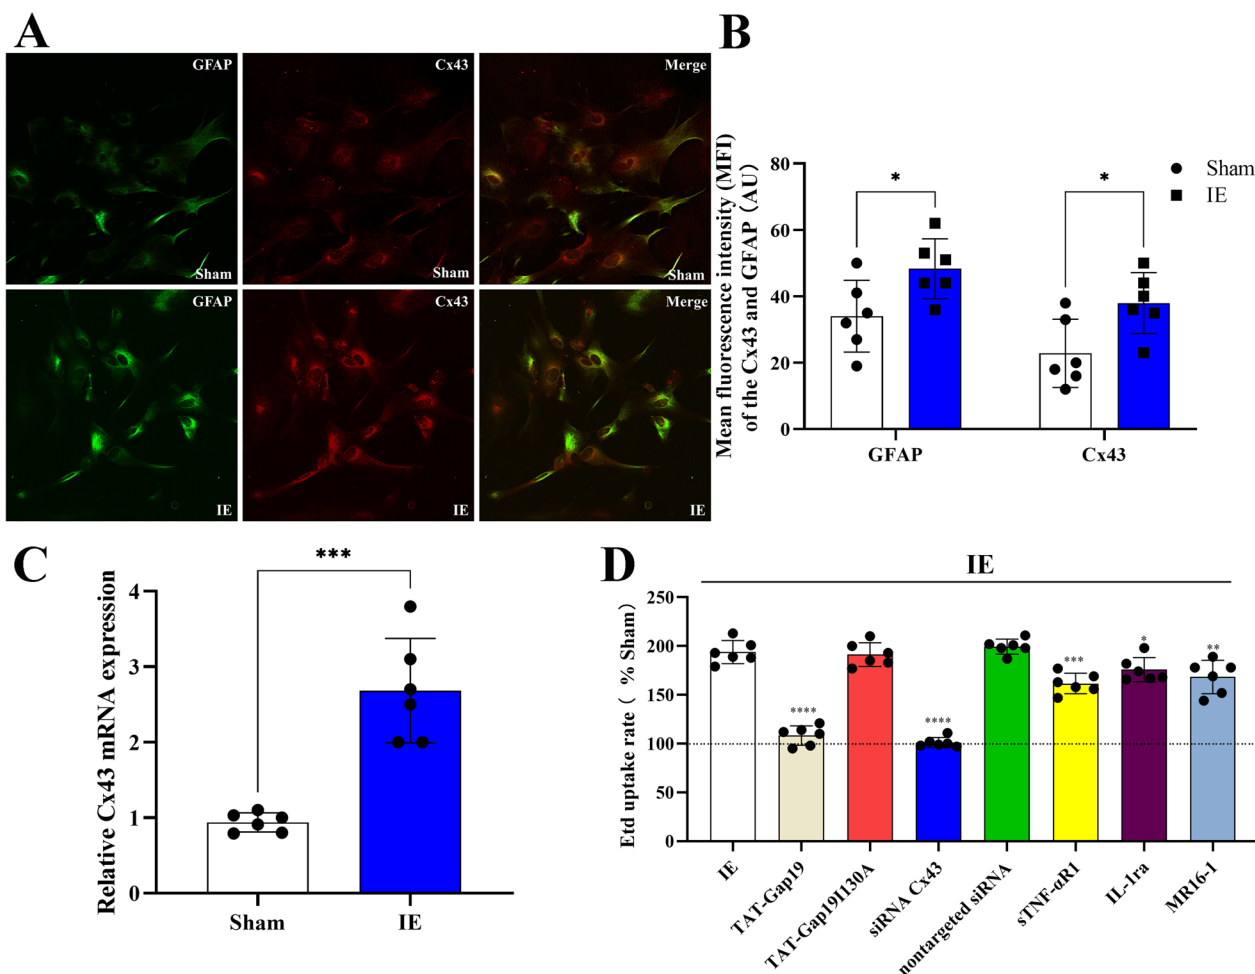 A
GFAP
Cx43
Merge
Sham
Sham
Sham
GFAP
Cx43
Merge
IE
IE
IE
B
Mean fluorescence intensity (MFI)
of the Cx43 and GFAP (AU)
80
60
40
20
0
*
*
Sham
IE
GFAP
Cx43
C
Relative Cx43 mRNA expression
4
3
2
1
0
***
Sham
IE
D
IE
Etd uptake rate ( % Sham)
250
200
150
100
50
0
****
****
***
*
**
IE
TAT-Gap19
TAT-Gap19I130A
siRNA Cx43
nontargeted siRNA
sTNF-αR1
IL-1ra
MR16-1